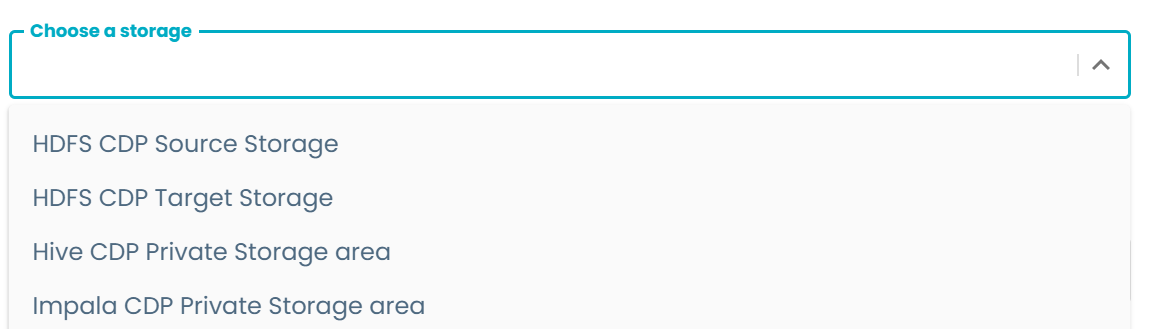 Choose a storage
HDFS CDP Source Storage
HDFS CDP Target Storage
Hive CDP Private Storage area
Impala CDP Private Storage area